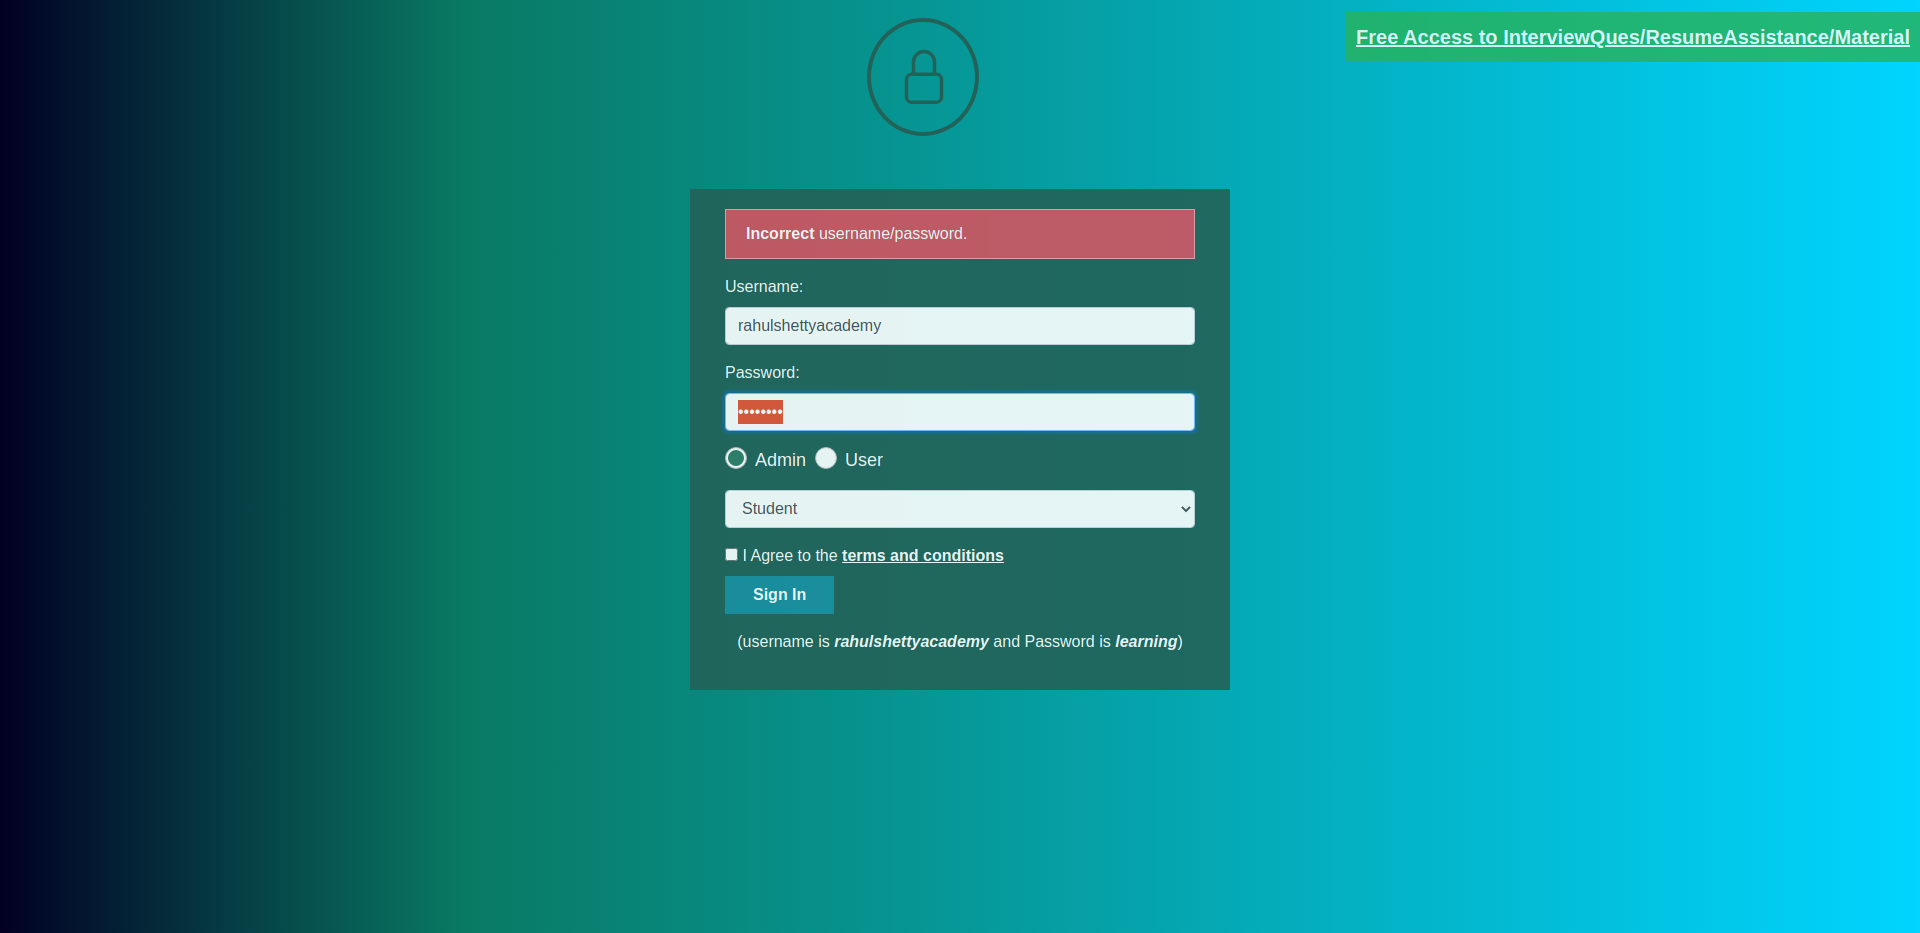 Free Access to InterviewQues/ResumeAssistance/Material
Incorrect username/password.
Username:
rahulshettyacademy
Password:
••••••••
Admin User
Student
I Agree to the terms and conditions
Sign In
(username is rahulshettyacademy and Password is learning)